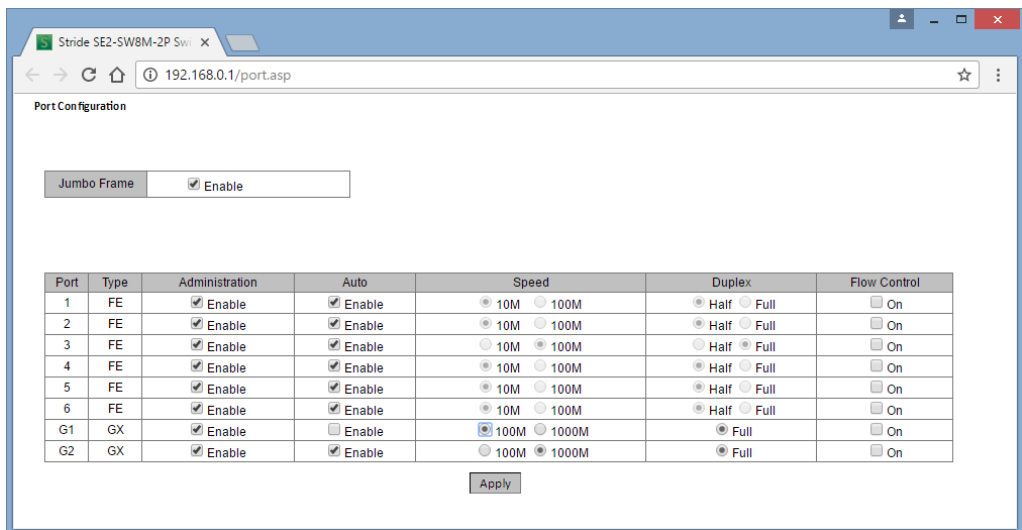 Stride SE2-SW8M-2P Swi
192.168.0.1/port.asp
Port Configuration
Jumbo Frame Enable
Port Type Administration Auto Speed Duplex Flow Control
1 FE Enable Enable 10M 100M Half Full On
2 FE Enable Enable 10M 100M Half Full On
3 FE Enable Enable 10M 100M Half Full On
4 FE Enable Enable 10M 100M Half Full On
5 FE Enable Enable 10M 100M Half Full On
6 FE Enable Enable 10M 100M Half Full On
G1 GX Enable Enable 100M 1000M Full On
G2 GX Enable Enable 100M 1000M Full On
Apply